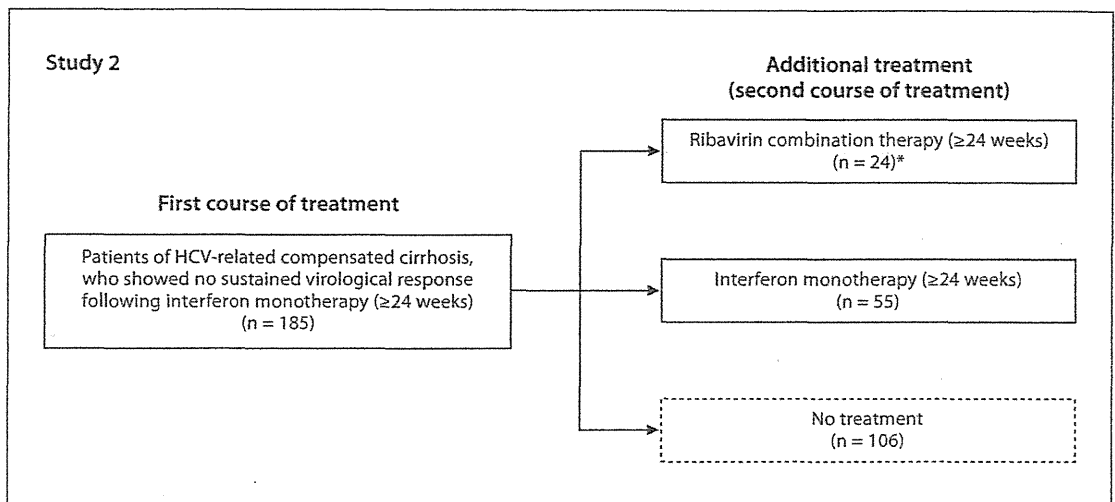 Study 2
Additional treatment
(second course of treatment)
Ribavirin combination therapy (≥24 weeks)
(n = 24)*
First course of treatment
Patients of HCV-related compensated cirrhosis,
who showed no sustained virological response
following interferon monotherapy (≥24 weeks)
(n = 185)
Interferon monotherapy (≥24 weeks)
(n = 55)
No treatment
(n = 106)